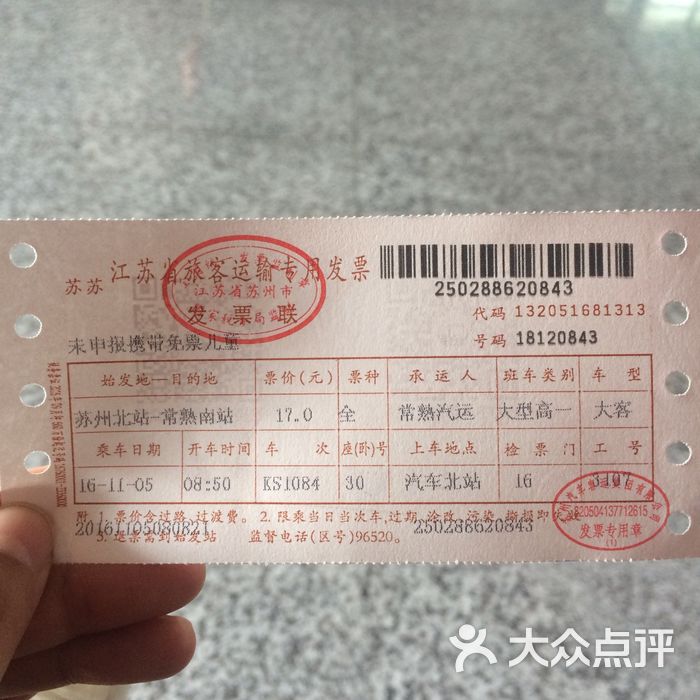 苏苏 江苏省旅客运输专用发票
江苏省苏州市
发票联
250288620843
代码 132051681313
号码 18120843
未申报携带免票儿童
始发地—目的地 票价(元) 票种 承运人 班车类别 车型
苏州北站-常熟南站 17.0 全 常熟汽运 大型高一 大客
乘车日期 开车时间 车次 座(卧)号 上车地点 检票门 工号
16-11-05 08:50 KS1084 30 汽车北站 16
附:1.票价含过路,过渡费。2.限乘当日当次车,过期,涂改,污染,撕损即失效
20161105080821 250288620843
3.退票需到始发站 监督电话(区号)96520。
320504137712615
发票专用章
(1)
大众点评